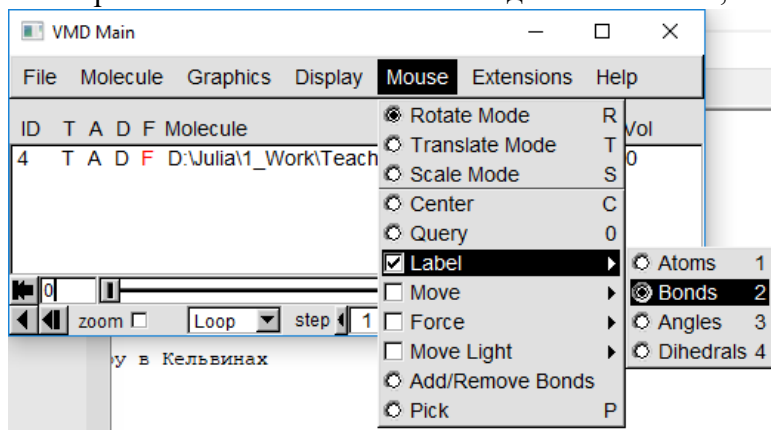 VMD Main
File Molecule Graphics Display Mouse Extensions Help
ID T A D F Molecule Vol
4 T A D F D:\Julia\1_Work\Teach 0
Rotate Mode R
Translate Mode T
Scale Mode S
Center C
Query 0
Label
Atoms 1
Move
Bonds 2
Force
Angles 3
Move Light
Dihedrals 4
Add/Remove Bonds
Pick P
0
zoom Loop step 1
в Кельвинах